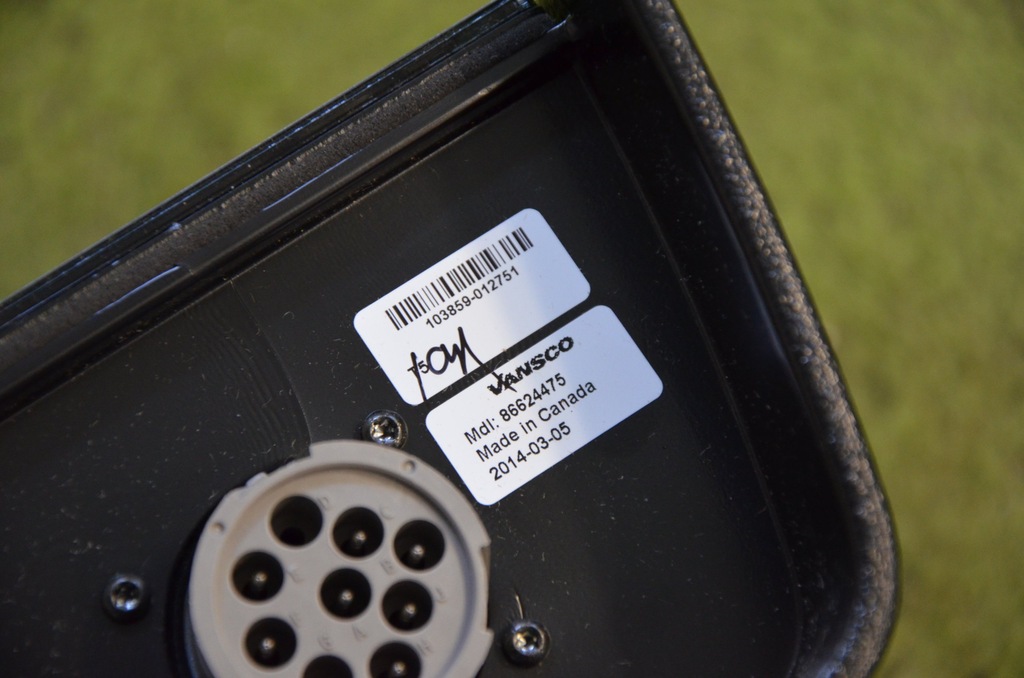 103859-012751
VANSCO
Mdl: 86624475
Made in Canada
2014-03-05